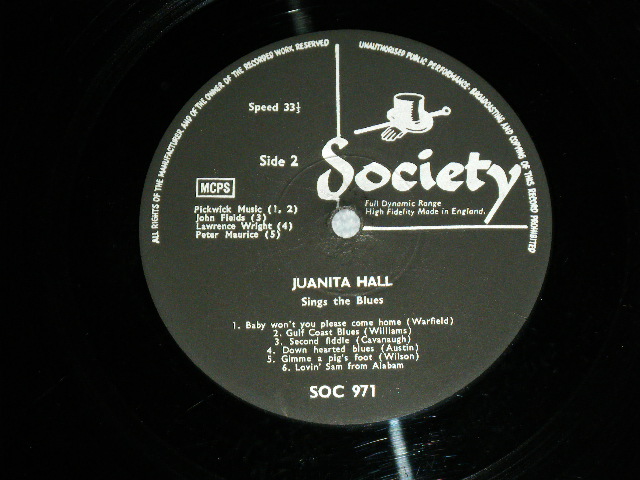 ALL RIGHTS OF THE MANUFACTURER AND OF THE OWNER OF THE RECORDED WORK RESERVED
UNAUTHORISED PUBLIC PERFORMANCE, BROADCASTING AND COPYING OF THIS RECORD PROHIBITED
Speed 33⅓
Side 2
Society
MCPS
Full Dynamic Range
High Fidelity Made in England.
Pickwick Music (1, 2)
John Fields (3)
Lawrence Wright (4)
Peter Maurice (5)
JUANITA HALL
Sings the Blues
1. Baby won't you please come home (Warfield)
2. Gulf Coast Blues (Williams)
3. Second fiddle (Cavanaugh)
4. Down hearted blues (Austin)
5. Gimme a pig's foot (Wilson)
6. Lovin' Sam from Alabam
SOC 971